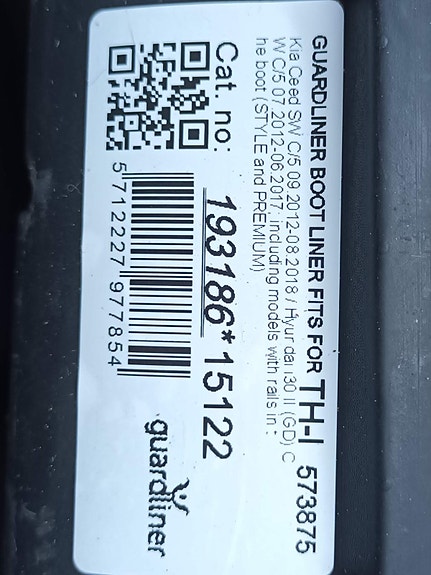 GUARDLINER BOOT LINER FITS FOR TH-I 573875
Kia Ceed SW C/5 09.2012-08.2018 / Hyundai i30 II (GD) C
W C/5 07.2012-06.2017, including models with rails in t
he boot (STYLE and PREMIUM)
Cat. no: 193186*15122
5 712227 977854
guardliner